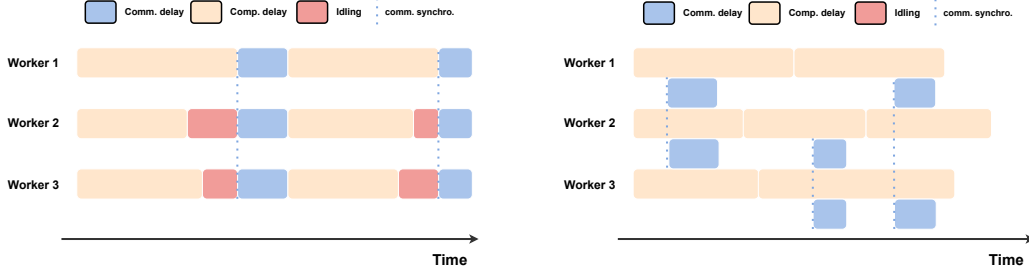 Comm. delay Comp. delay Idling comm. synchro.
Worker 1
Worker 2
Worker 3
Time
Comm. delay Comp. delay Idling comm. synchro.
Worker 1
Worker 2
Worker 3
Time